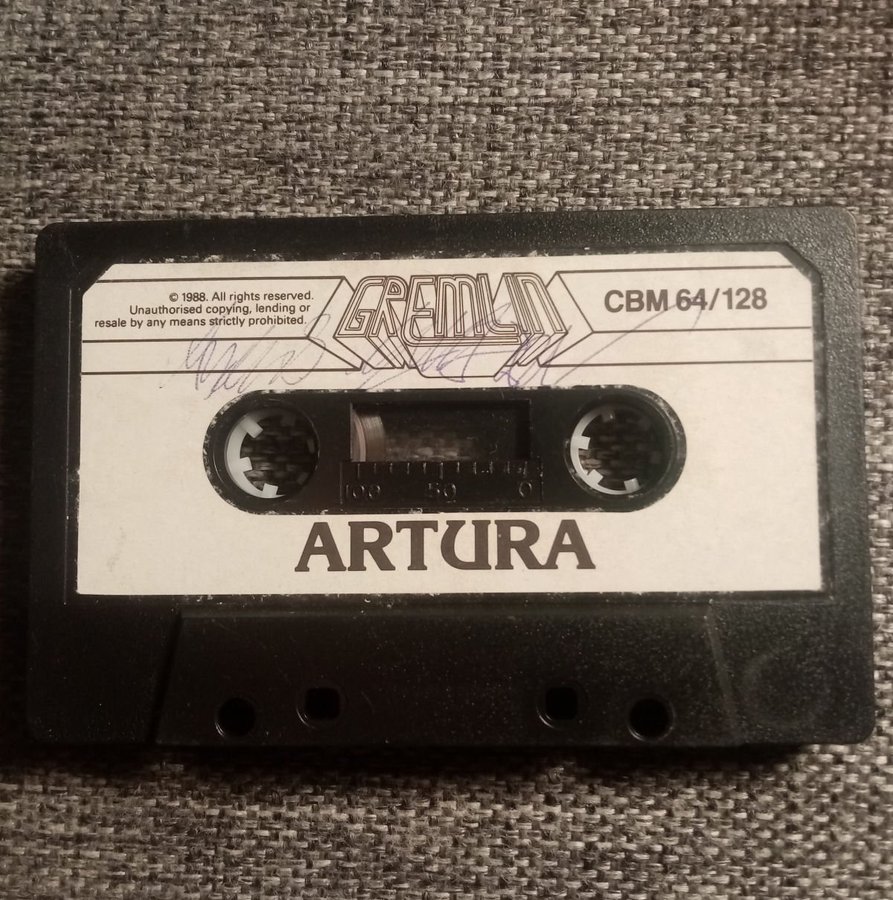 © 1988. All rights reserved.
Unauthorised copying, lending or
resale by any means strictly prohibited.
GREMLIN
CBM 64/128
100 50 0
ARTURA